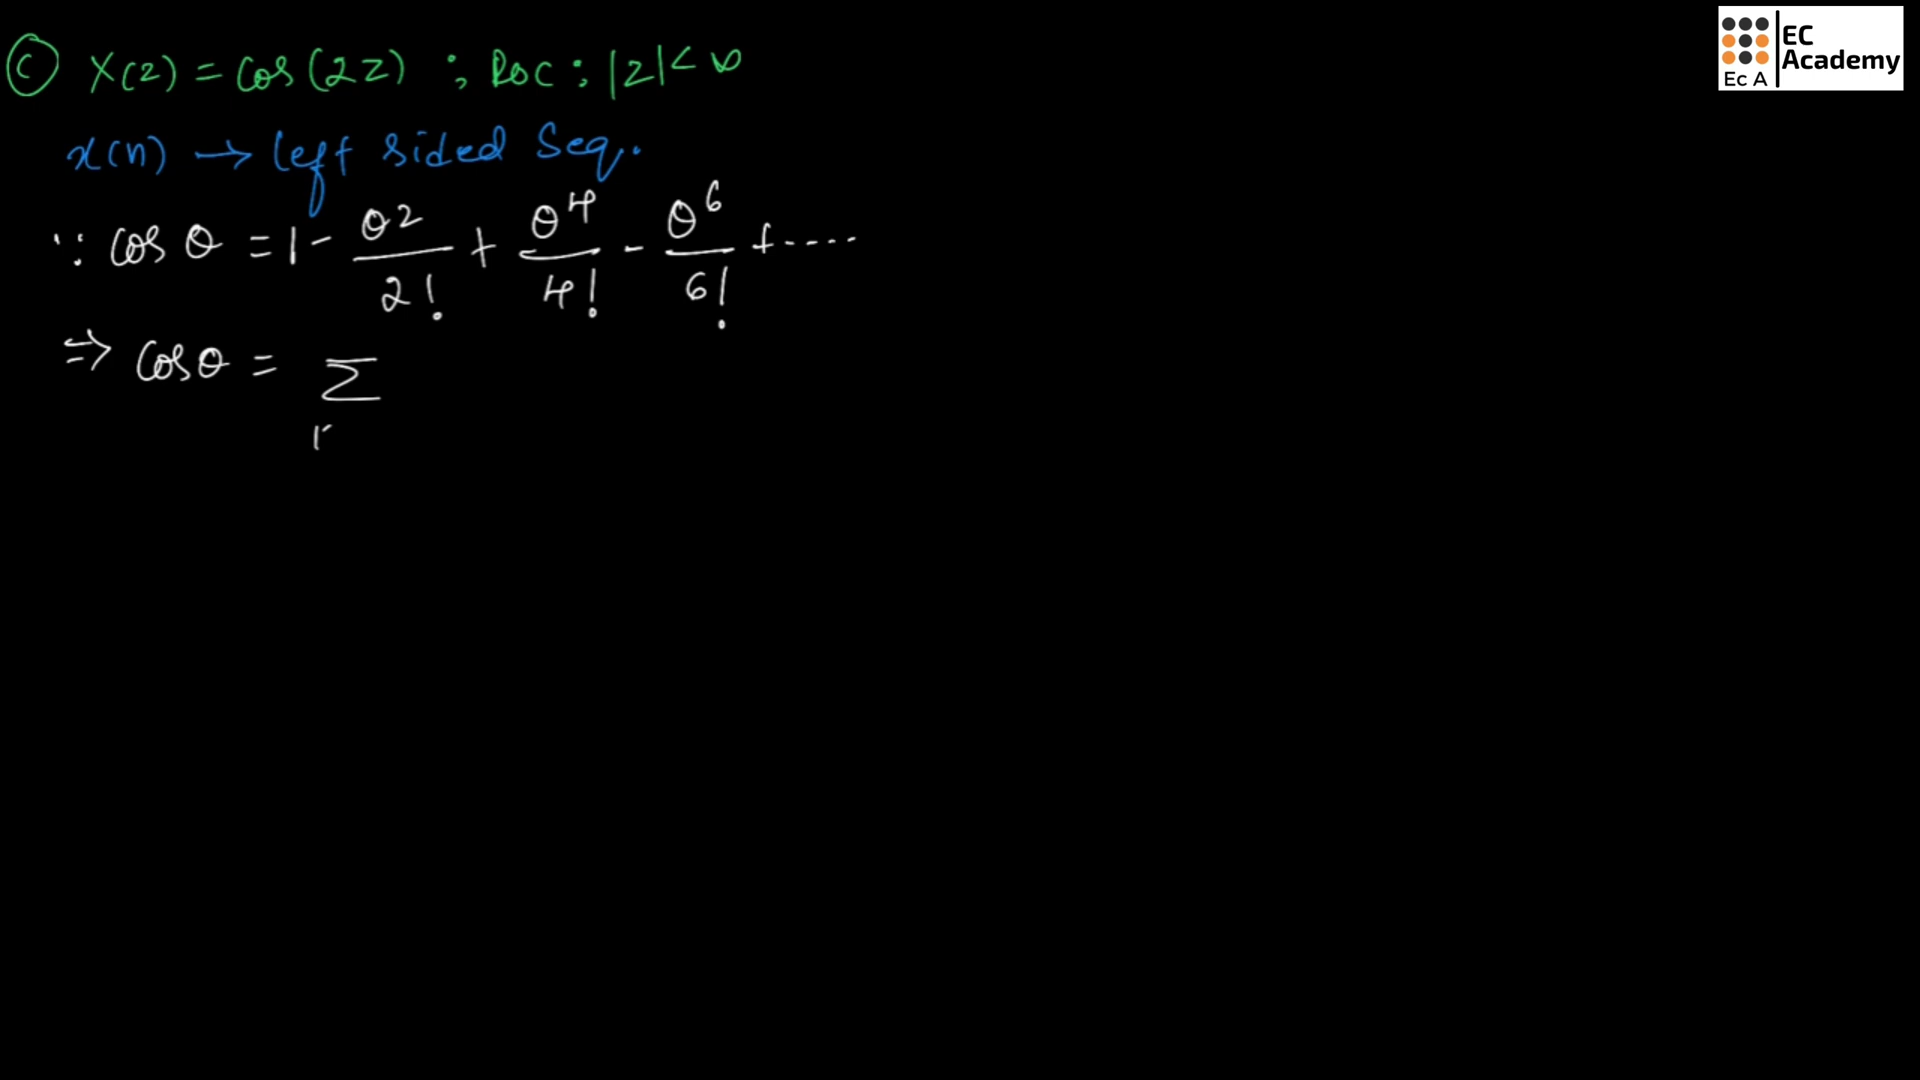 EC
Academy
Ec A
(c) X(z) = cos(2z) ; ROC : |z| < ∞
x(n) → left sided seq.
∵ cos θ = 1 - θ²/2! + θ⁴/4! - θ⁶/6! + ....
⇒ cos θ = Σ